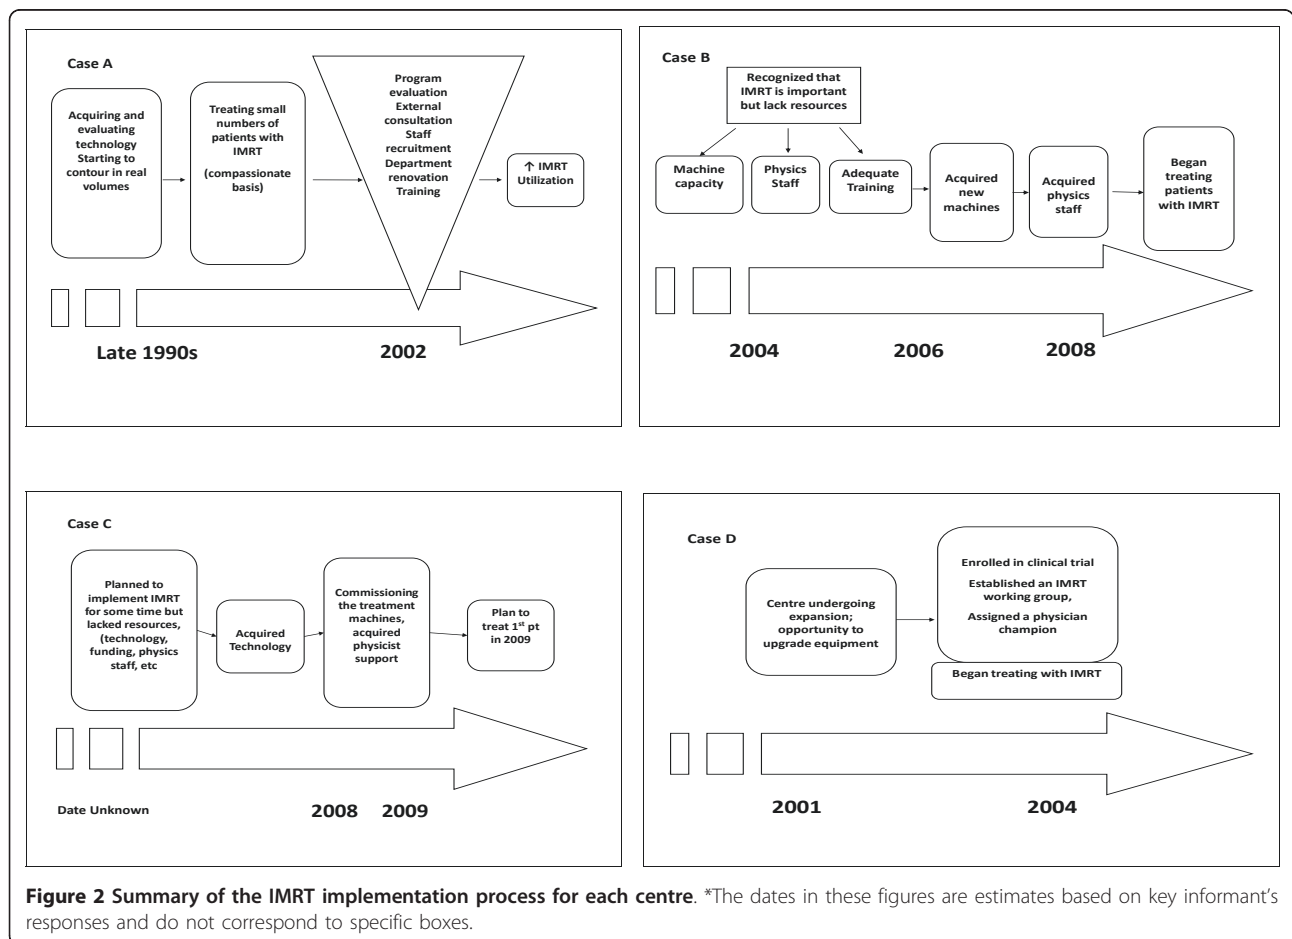 Case A
Acquiring and
evaluating
technology
Starting to
contour in real
volumes
Treating small
numbers of
patients with
IMRT
(compassionate
basis)
Program
evaluation
External
consultation
Staff
recruitment
Department
renovation
Training
↑ IMRT
Utilization
Late 1990s
2002
Case B
Recognized that
IMRT is important
but lack resources
Machine
capacity
Physics
Staff
Adequate
Training
Acquired
new
machines
Acquired
physics
staff
Began
treating
patients
with IMRT
2004
2006
2008
Case C
Planned to
implement IMRT
for some time but
lacked resources,
(technology,
funding, physics
staff, etc
Acquired
Technology
Commissioning
the treatment
machines,
acquired
physicist
support
Plan to
treat 1st pt
in 2009
Date Unknown
2008
2009
Case D
Centre undergoing
expansion;
opportunity to
upgrade equipment
Enrolled in clinical trial
Established an IMRT
working group,
Assigned a physician
champion
Began treating with IMRT
2001
2004
Figure 2 Summary of the IMRT implementation process for each centre. *The dates in these figures are estimates based on key informant's
responses and do not correspond to specific boxes.